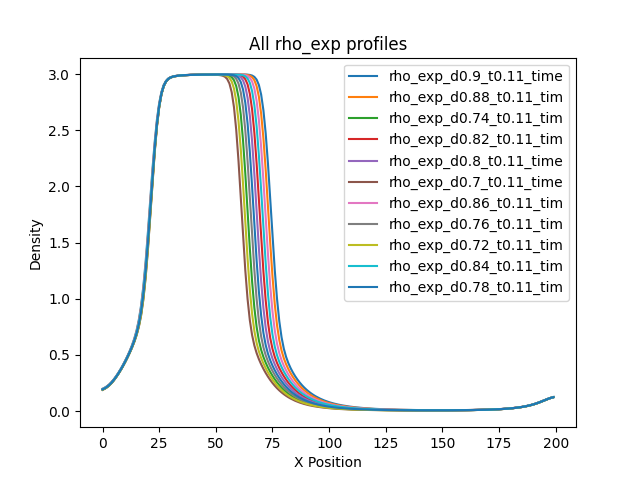 All rho_exp profiles
rho_exp_d0.9_t0.11_time
rho_exp_d0.88_t0.11_tim
rho_exp_d0.74_t0.11_tim
rho_exp_d0.82_t0.11_tim
rho_exp_d0.8_t0.11_time
rho_exp_d0.7_t0.11_time
rho_exp_d0.86_t0.11_tim
rho_exp_d0.76_t0.11_tim
rho_exp_d0.72_t0.11_tim
rho_exp_d0.84_t0.11_tim
rho_exp_d0.78_t0.11_tim
Density
3.0
2.5
2.0
1.5
1.0
0.5
0.0
0 25 50 75 100 125 150 175 200
X Position